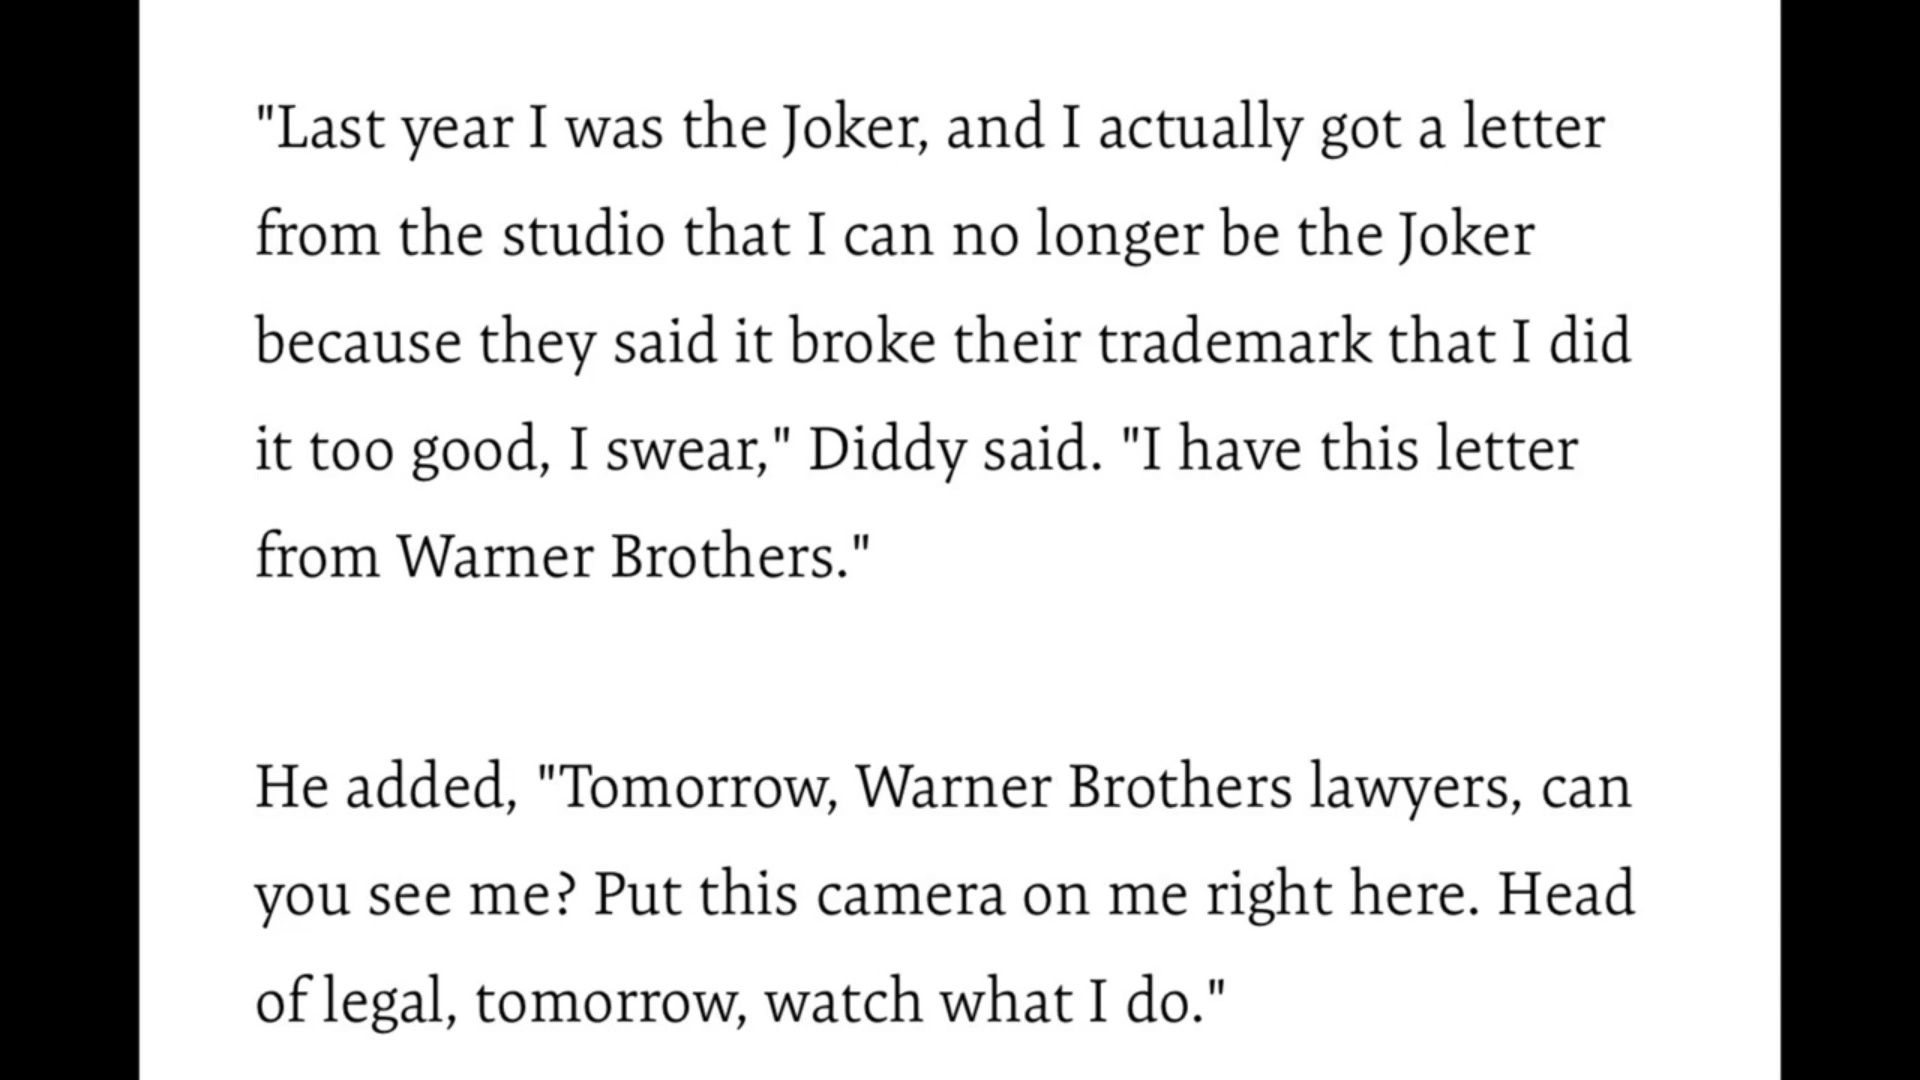 "Last year I was the Joker, and I actually got a letter
from the studio that I can no longer be the Joker
because they said it broke their trademark that I did
it too good, I swear," Diddy said. "I have this letter
from Warner Brothers."
He added, "Tomorrow, Warner Brothers lawyers, can
you see me? Put this camera on me right here. Head
of legal, tomorrow, watch what I do."